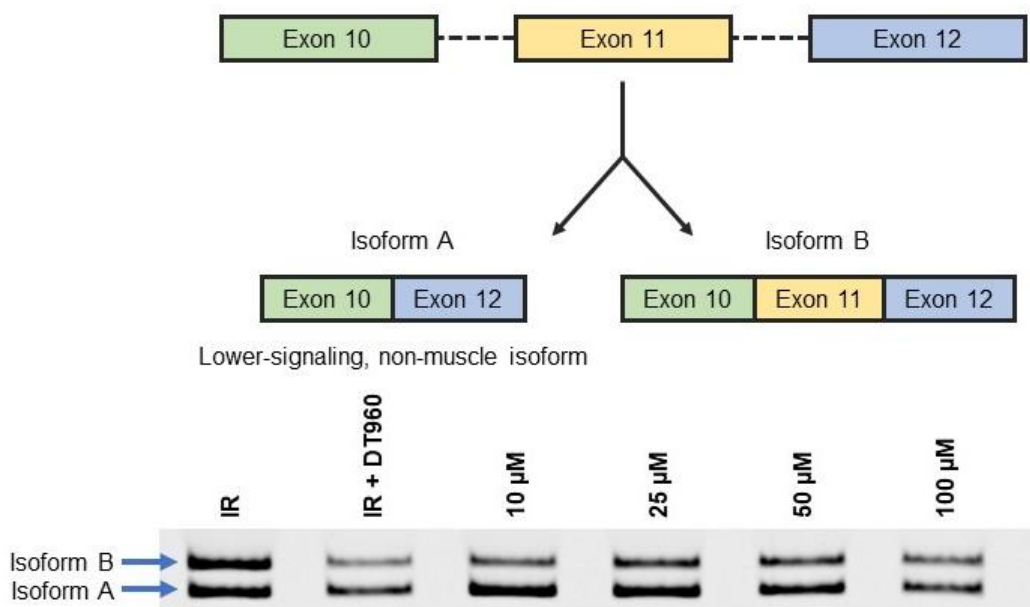 Exon 10
Exon 11
Exon 12
Isoform A
Isoform B
Exon 10
Exon 12
Exon 10
Exon 11
Exon 12
Lower-signaling, non-muscle isoform
IR
IR + DT960
10 µM
25 µM
50 µM
100 µM
Isoform B
Isoform A